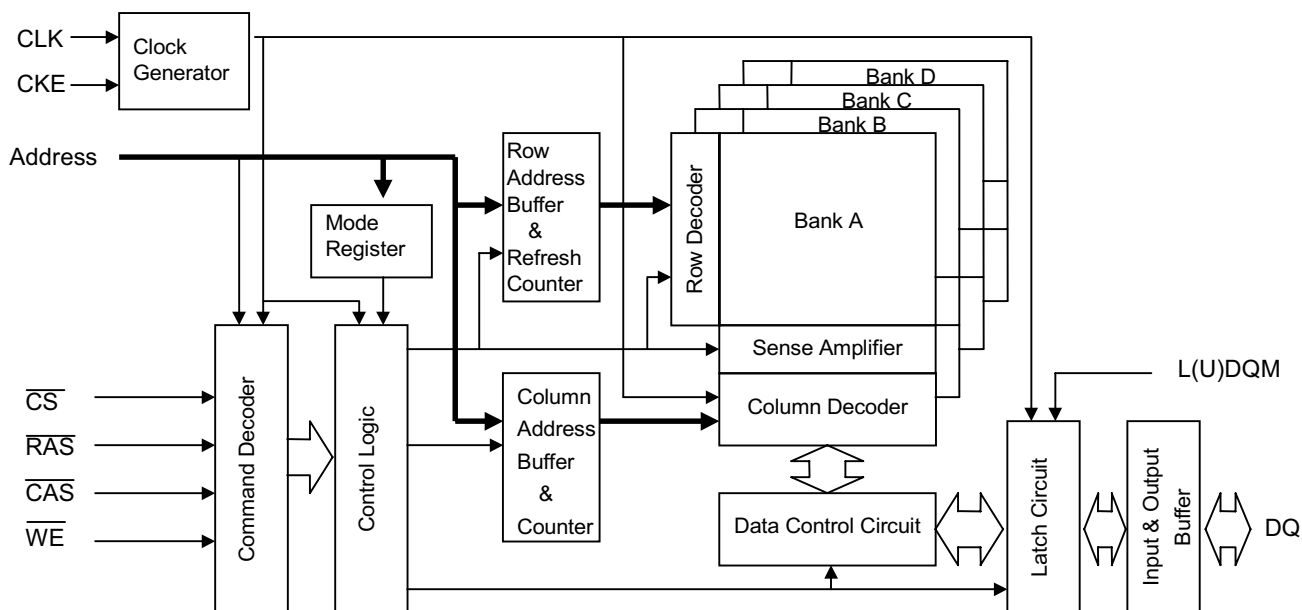 CLK
CKE
Clock
Generator
Address
Mode
Register
Row
Address
Buffer
&
Refresh
Counter
Row Decoder
Bank D
Bank C
Bank B
Bank A
Sense Amplifier
Column Decoder
CS
RAS
CAS
WE
Command Decoder
Control Logic
Column
Address
Buffer
&
Counter
Data Control Circuit
L(U)DQM
Latch Circuit
Input & Output
Buffer
DQ